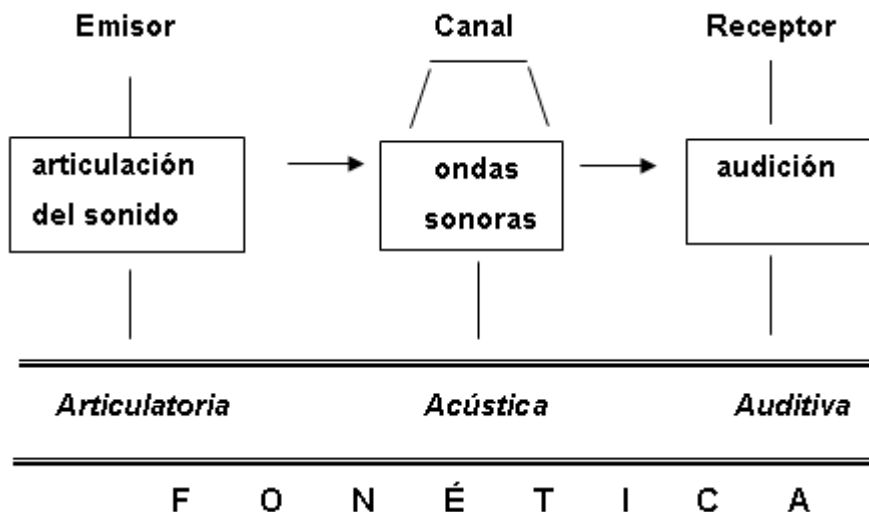 Emisor Canal Receptor
articulación ondas audición
del sonido sonoras
Articulatoria Acústica Auditiva
F O N É T I C A